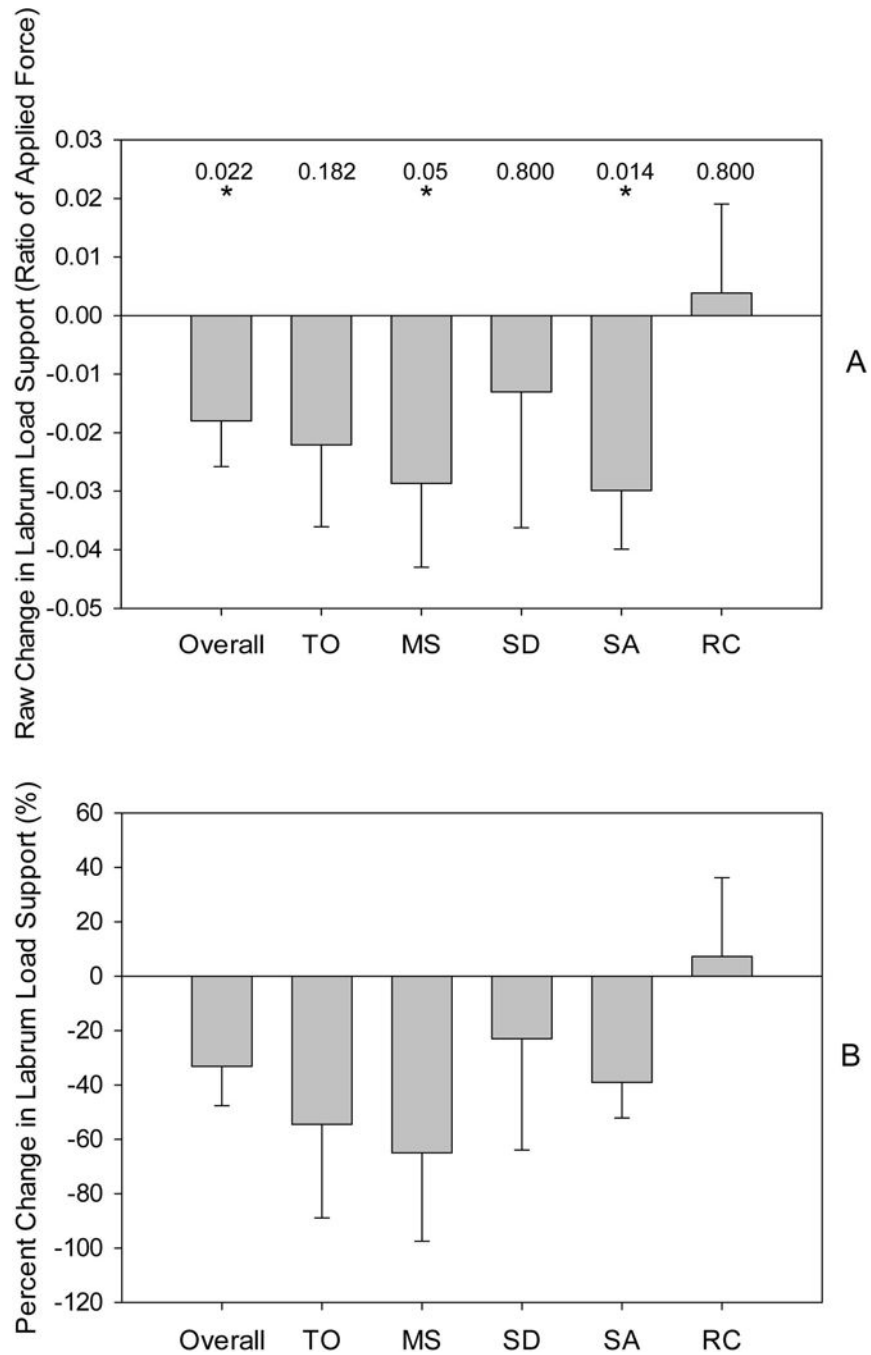 Raw Change in Labrum Load Support (Ratio of Applied Force)
0.03
0.02
0.01
0.00
-0.01
-0.02
-0.03
-0.04
-0.05
0.022 0.182 0.05 0.800 0.014 0.800
* * *
A
Overall TO MS SD SA RC
Percent Change in Labrum Load Support (%)
60
40
20
0
-20
-40
-60
-80
-100
-120
B
Overall TO MS SD SA RC